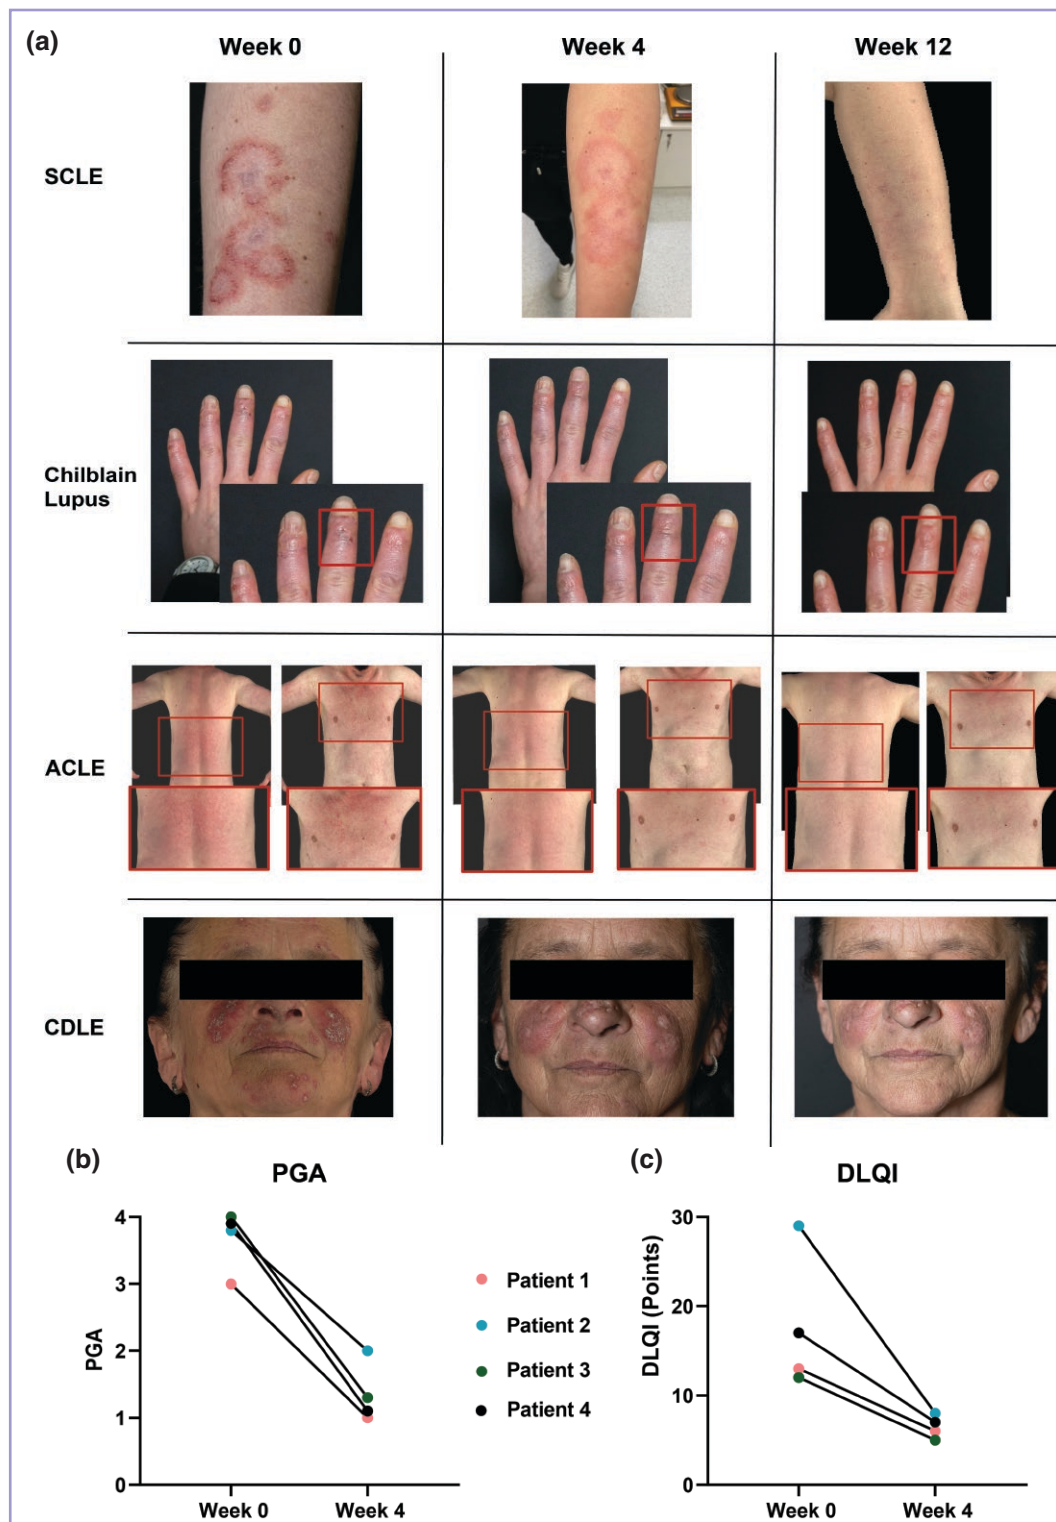 (a)
Week 0
Week 4
Week 12
SCLE
Chilblain
Lupus
ACLE
CDLE
(b)
PGA
4
3
2
1
0
PGA
Week 0
Week 4
Patient 1
Patient 2
Patient 3
Patient 4
(c)
DLQI
30
20
10
0
DLQI (Points)
Week 0
Week 4